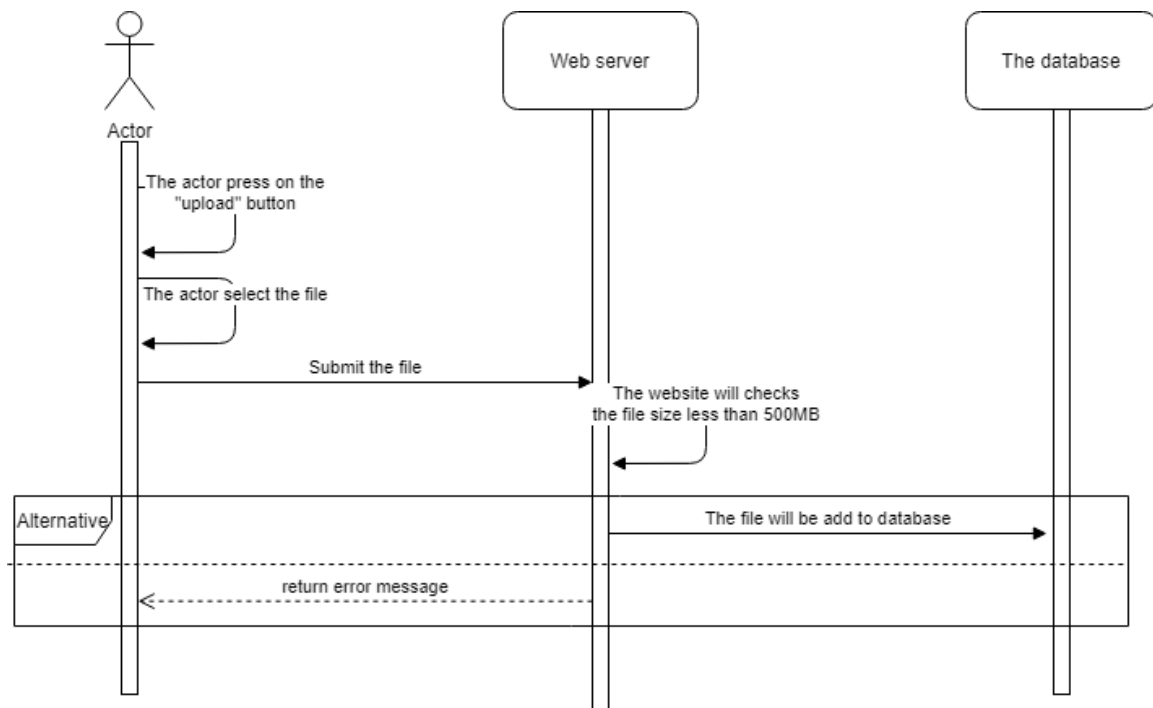 Web server
The database
Actor
The actor press on the
"upload" button
The actor select the file
Submit the file
The website will checks
the file size less than 500MB
Alternative
The file will be add to database
return error message